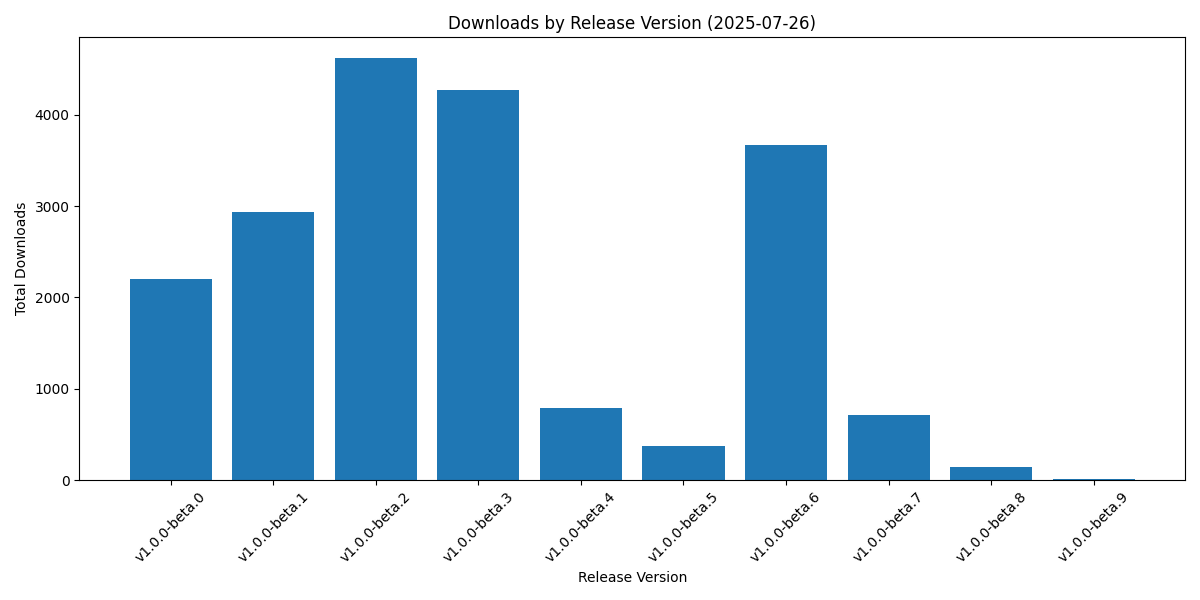 Downloads by Release Version (2025-07-26)
Total Downloads
4000
3000
2000
1000
0
v1.0.0-beta.0
v1.0.0-beta.1
v1.0.0-beta.2
v1.0.0-beta.3
v1.0.0-beta.4
v1.0.0-beta.5
v1.0.0-beta.6
v1.0.0-beta.7
v1.0.0-beta.8
v1.0.0-beta.9
Release Version